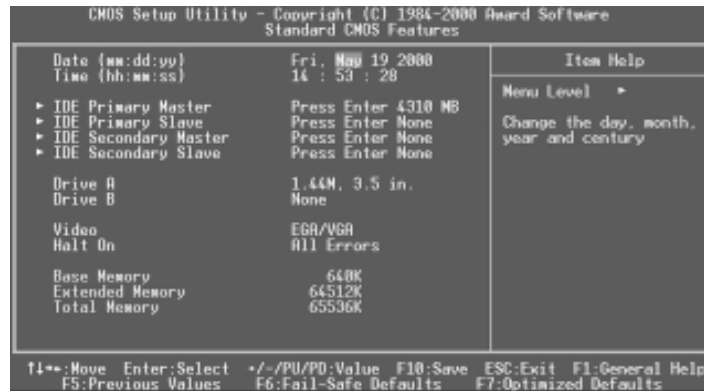 CMOS Setup Utility - Copyright (C) 1984-2000 Award Software
Standard CMOS Features
Date (mm:dd:yy) Fri, May 19 2000
Time (hh:mm:ss) 14 : 53 : 28
► IDE Primary Master Press Enter 4310 MB
► IDE Primary Slave Press Enter None
► IDE Secondary Master Press Enter None
► IDE Secondary Slave Press Enter None
Drive A 1.44M, 3.5 in.
Drive B None
Video EGA/VGA
Halt On All Errors
Base Memory 640K
Extended Memory 64512K
Total Memory 65536K
Item Help
Menu Level ►
Change the day, month,
year and century
↑↓→←:Move Enter:Select +/-/PU/PD:Value F10:Save ESC:Exit F1:General Help
F5:Previous Values F6:Fail-Safe Defaults F7:Optimized Defaults